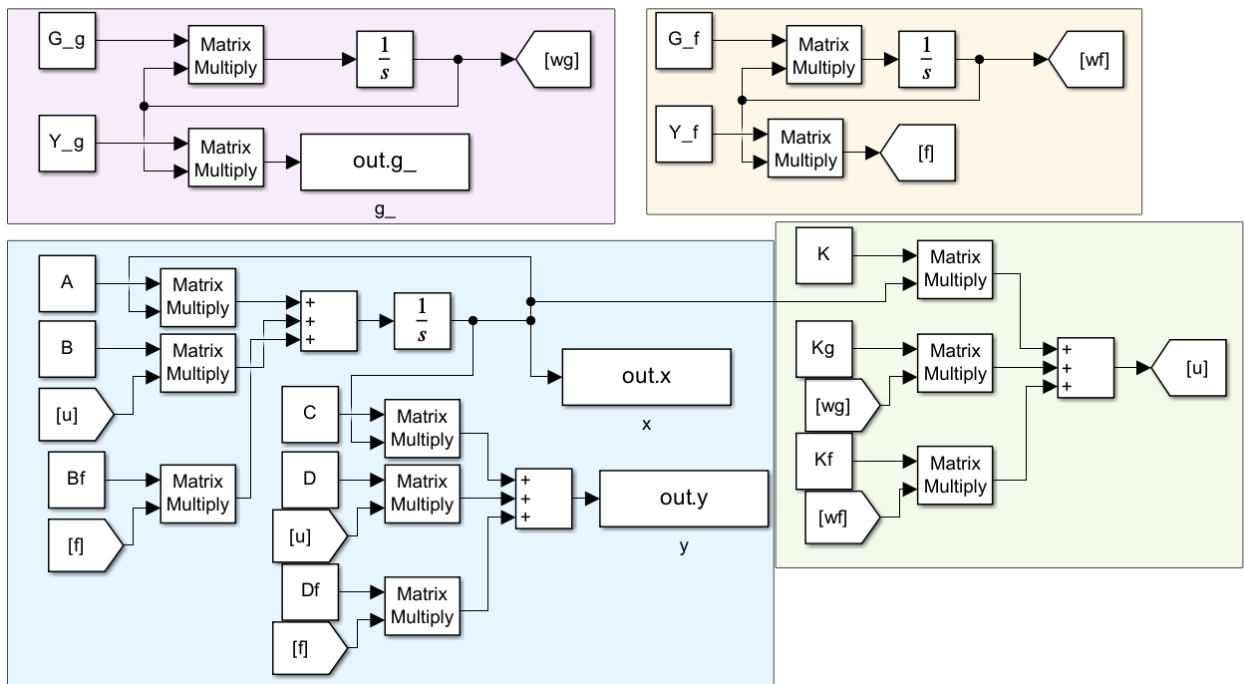 G_g
Matrix
Multiply
1
s
[wg]
Y_g
Matrix
Multiply
out.g_
g_
G_f
Matrix
Multiply
1
s
[wf]
Y_f
Matrix
Multiply
[f]
A
Matrix
Multiply
+
+
+
1
s
B
Matrix
Multiply
[u]
out.x
x
C
Matrix
Multiply
Bf
Matrix
Multiply
[f]
D
Matrix
Multiply
[u]
+
+
+
out.y
y
Df
Matrix
Multiply
[f]
K
Matrix
Multiply
Kg
Matrix
Multiply
[wg]
+
+
+
[u]
Kf
Matrix
Multiply
[wf]